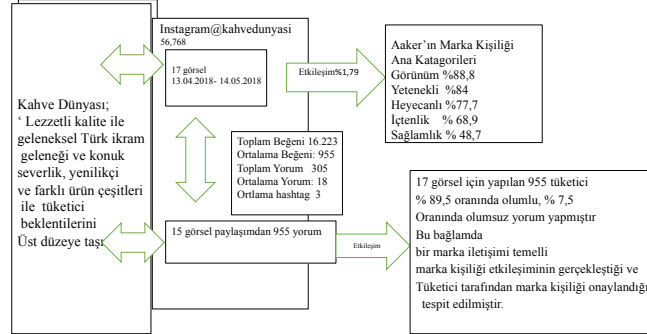 Kahve Dünyası;
‘ Lezzetli kalite ile
geleneksel Türk ikram
geleneği ve konuk
severlik, yenilikçi
ve farklı ürün çeşitleri
ile tüketici
beklentilerini
Üst düzeye taşı
Instagram@kahvedunyasi
56,768
17 görsel
13.04.2018- 14.05.2018
Etkileşim%1,79
Aaker’ın Marka Kişiliği
Ana Katagorileri
Görünüm %88,8
Yetenekli %84
Heyecanlı %77,7
İçtenlik % 68,9
Sağlamlık % 48,7
Toplam Beğeni 16.223
Ortalama Beğeni: 955
Toplam Yorum 305
Ortalama Yorum: 18
Ortlama hashtag 3
15 görsel paylaşımdan 955 yorum
Etkileşim
17 görsel için yapılan 955 tüketici
% 89,5 oranında olumlu, % 7,5
Oranında olumsuz yorum yapmıştır
Bu bağlamda
bir marka iletişimi temelli
marka kişiliği etkileşiminin gerçekleştiği ve
Tüketici tarafından marka kişiliği onaylandığı
tespit edilmiştir.